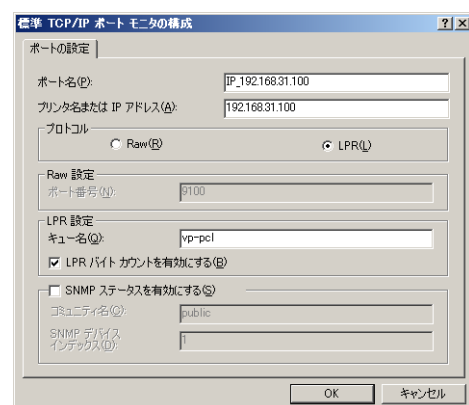 標準 TCP/IP ポート モニタの構成
ポートの設定
ポート名(P):
IP_192.168.31.100
プリンタ名または IP アドレス(A):
192.168.31.100
プロトコル
Raw(R)
LPR(L)
Raw 設定
ポート番号(N):
9100
LPR 設定
キュー名(Q):
vp-pcl
LPR バイト カウントを有効にする(B)
SNMP ステータスを有効にする(S)
コミュニティ名(C):
public
SNMP デバイス
インデックス(D):
1
OK
キャンセル